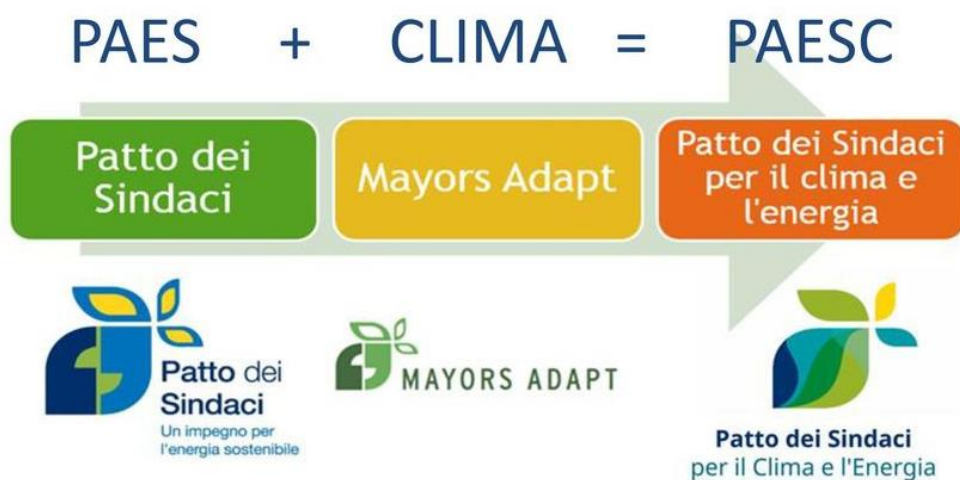 PAES + CLIMA = PAESC
Patto dei
Sindaci
Mayors Adapt
Patto dei Sindaci
per il clima e
l'energia
Patto dei
Sindaci
Un impegno per
l'energia sostenibile
MAYORS ADAPT
Patto dei Sindaci
per il Clima e l'Energia